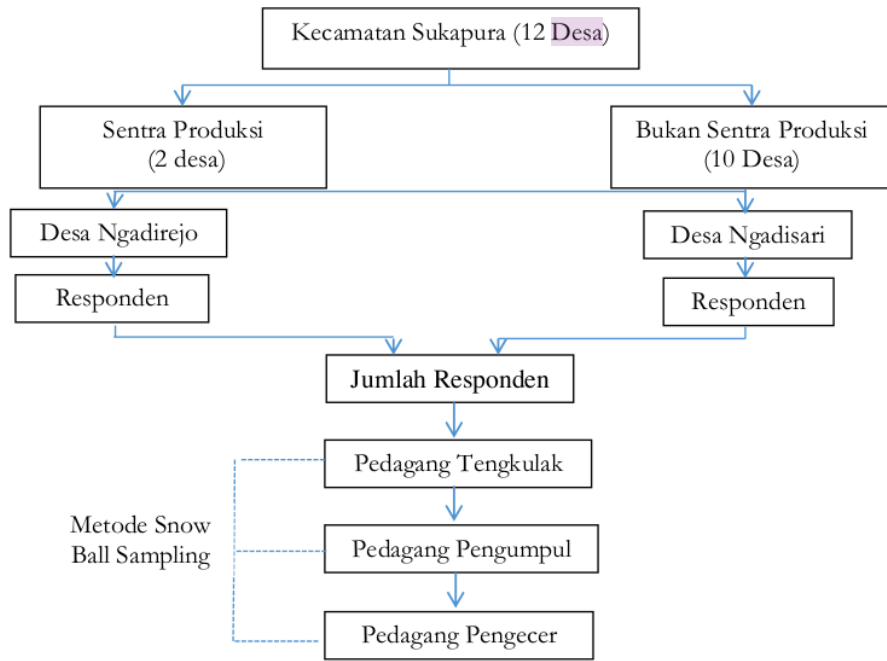 Kecamatan Sukapura (12 Desa)
Sentra Produksi
(2 desa)
Bukan Sentra Produksi
(10 Desa)
Desa Ngadirejo
Desa Ngadisari
Responden
Responden
Jumlah Responden
Pedagang Tengkulak
Metode Snow
Ball Sampling
Pedagang Pengumpul
Pedagang Pengecer